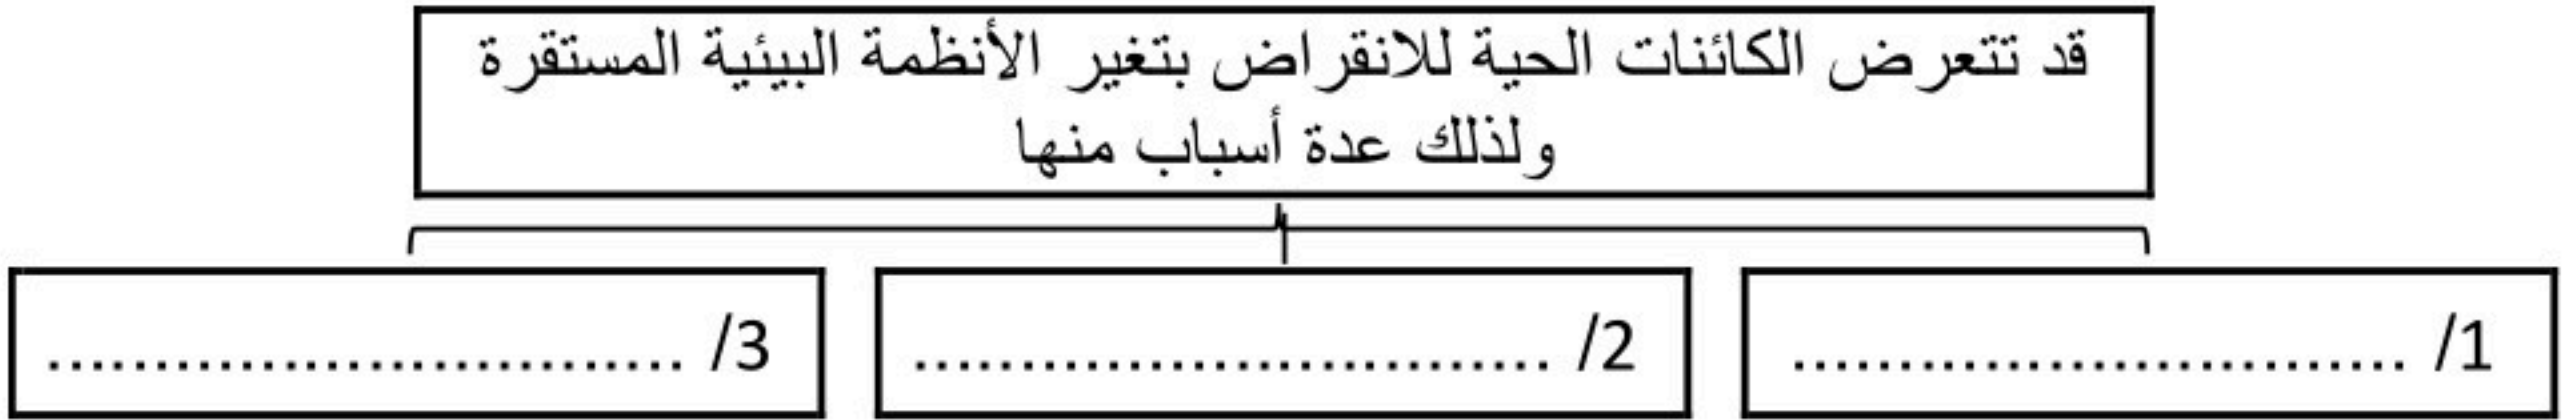 قد تتعرض الكائنات الحية للانقراض بتغير الأنظمة البيئية المستقرة
ولذلك عدة أسباب منها
1/ .............................
2/ ..............................
3/ ..............................